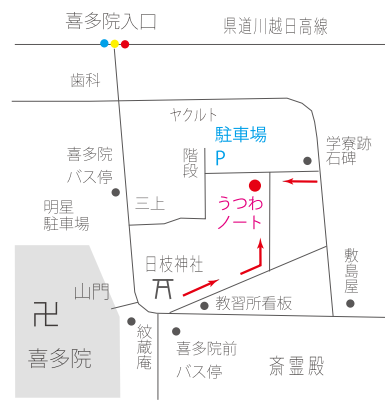 喜多院入口
県道川越日高線
歯科
ヤクルト
駐車場
P
学寮跡
石碑
階段
喜多院
バス停
三上
うつわ
ノート
明星
駐車場
日枝神社
敷島屋
山門
卍
教習所看板
喜多院
紋蔵庵
喜多院前
バス停
斎霊殿